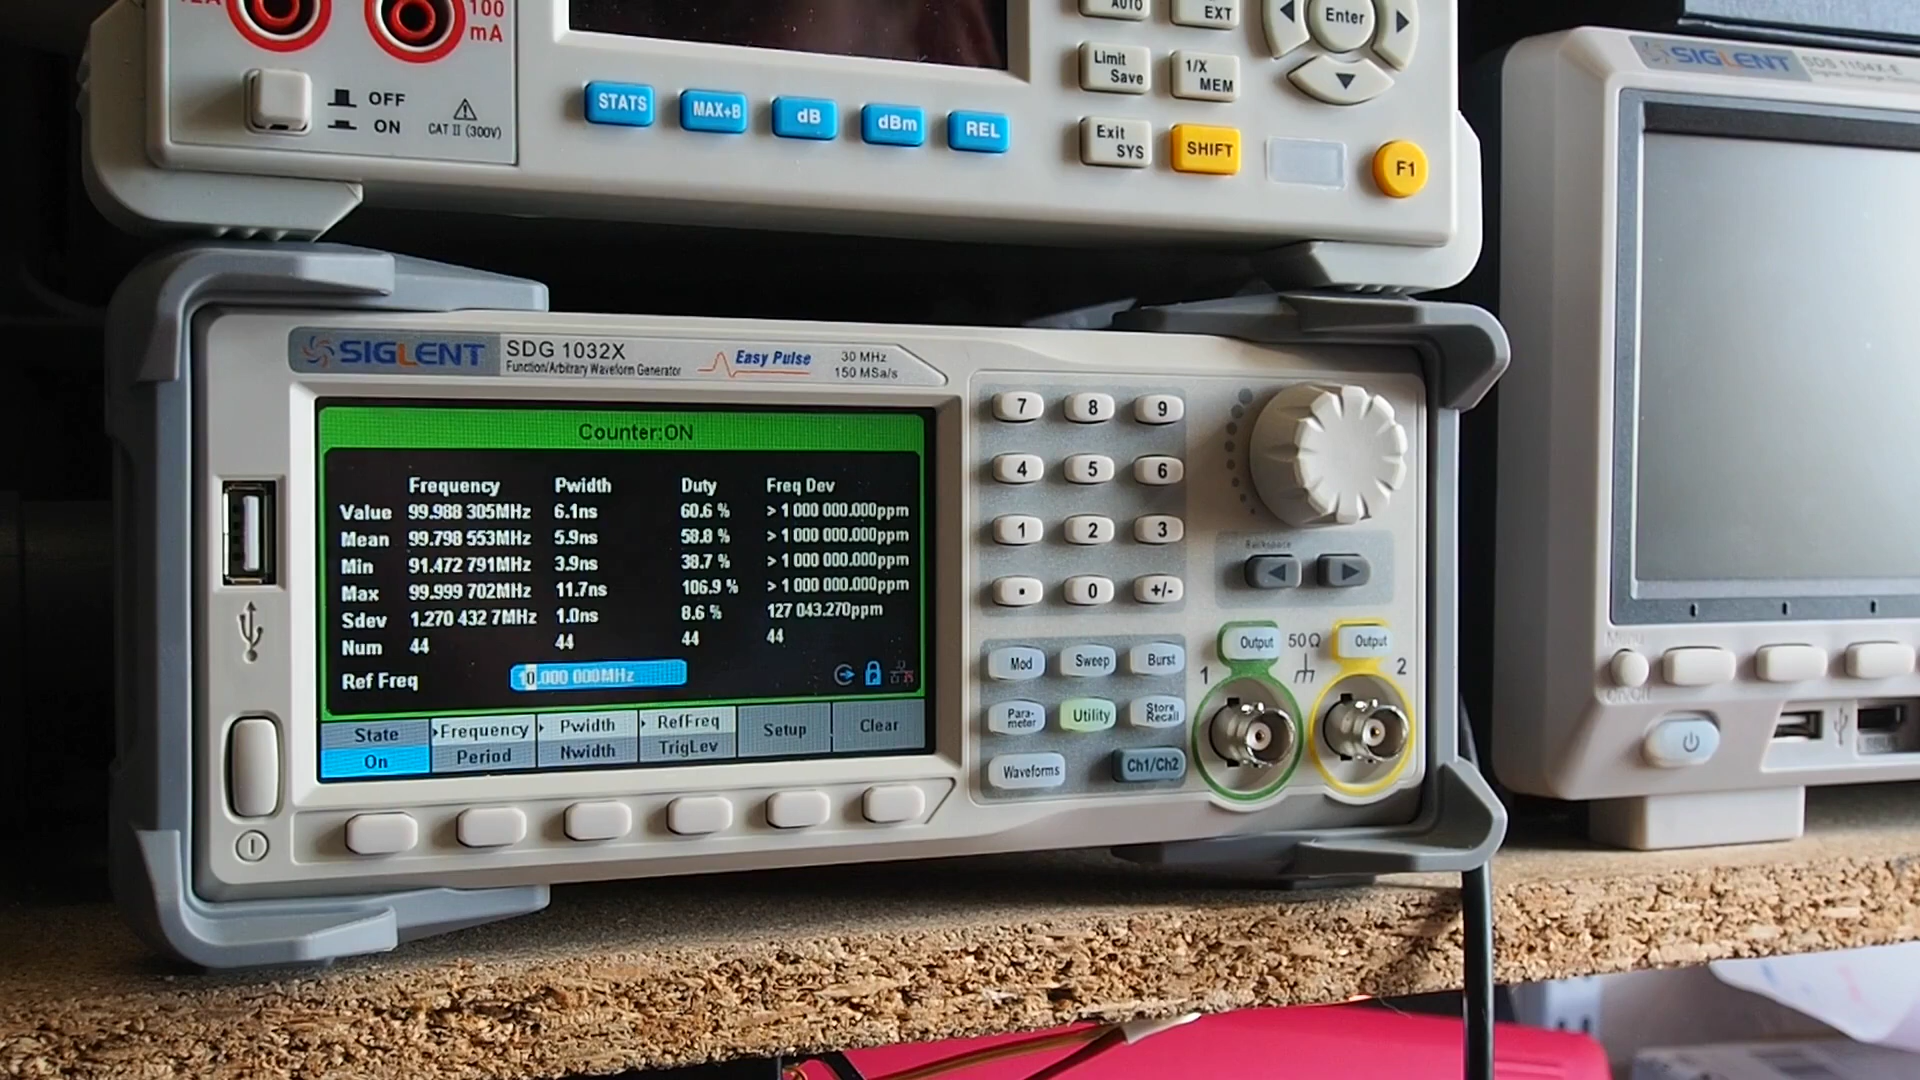 100
mA
OFF
ON
CAT II (300V)
STATS
MAX+B
dB
dBm
REL
AUTO
EXT
Enter
Limit
Save
1/X
MEM
Exit
SYS
SHIFT
F1
SIGLENT
SDS 1104X-E
SIGLENT
SDG 1032X
Function/Arbitrary Waveform Generator
Easy Pulse
30 MHz
150 MSa/s
Counter:ON
Frequency Pwidth Duty Freq Dev
Value 99.988 305MHz 6.1ns 60.6 % > 1 000 000.000ppm
Mean 99.798 553MHz 5.9ns 58.8 % > 1 000 000.000ppm
Min 91.472 791MHz 3.9ns 38.7 % > 1 000 000.000ppm
Max 99.999 702MHz 11.7ns 106.9 % > 1 000 000.000ppm
Sdev 1.270 432 7MHz 1.0ns 8.6 % 127 043.270ppm
Num 44 44 44 44
Ref Freq 10.000 000MHz
State Frequency Pwidth RefFreq Setup Clear
On Period Nwidth TrigLev
7 8 9
4 5 6
1 2 3
. 0 +/-
Backspace
Mod Sweep Burst
Para-
meter
Utility
Store
Recall
Waveforms
Ch1/Ch2
Output 50Ω Output
1 2
Menu
On/Off